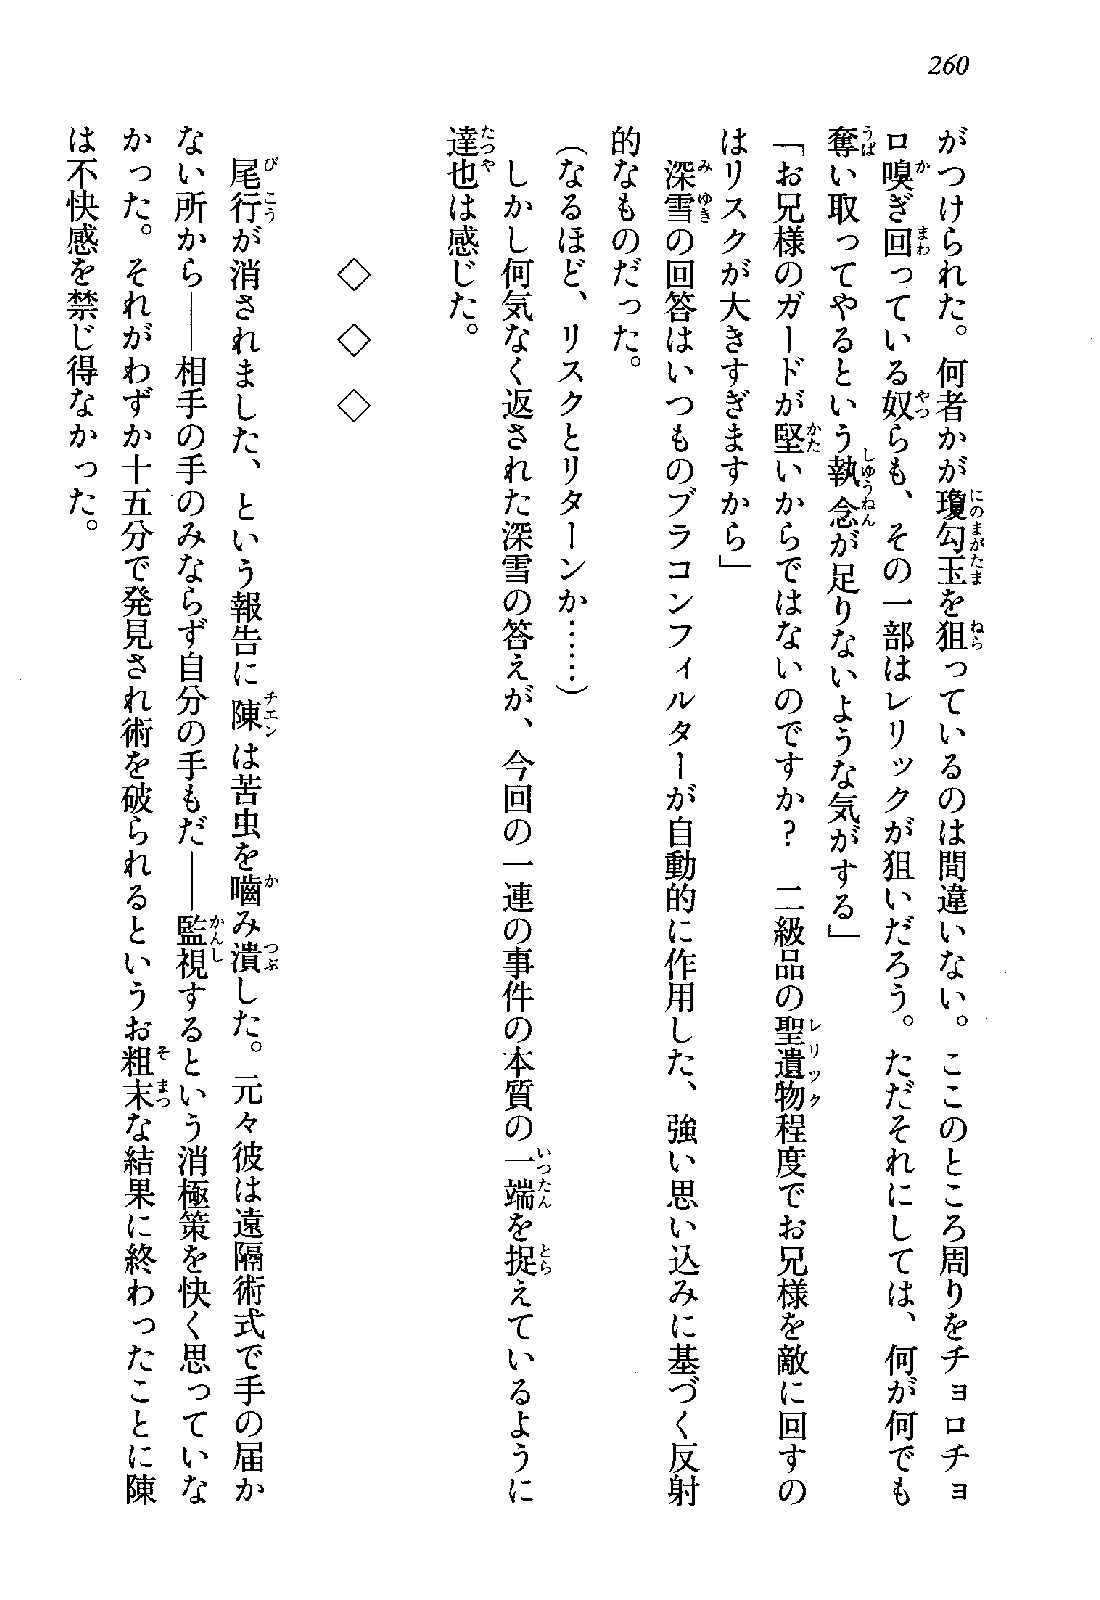 260
がつけられた。何者かが瓊勾玉を狙っているのは間違いない。ここのところ周りをチョロチョ
ロ嗅ぎ回っている奴らも、その一部はレリックが狙いだろう。ただそれにしては、何が何でも
奪い取ってやるという執念が足りないような気がする」
「お兄様のガードが堅いからではないのですか？　二級品の聖遺物程度でお兄様を敵に回すの
はリスクが大きすぎますから」
　深雪の回答はいつものブラコンフィルターが自動的に作用した、強い思い込みに基づく反射
的なものだった。
（なるほど、リスクとリターンか……）
　しかし何気なく返された深雪の答えが、今回の一連の事件の本質の一端を捉えているように
達也は感じた。
◇　◇　◇
　尾行が消されました、という報告に陳は苦虫を嚙み潰した。元々彼は遠隔術式で手の届か
ない所から――相手の手のみならず自分の手もだ――監視するという消極策を快く思っていな
かった。それがわずか十五分で発見され術を破られるというお粗末な結果に終わったことに陳
は不快感を禁じ得なかった。